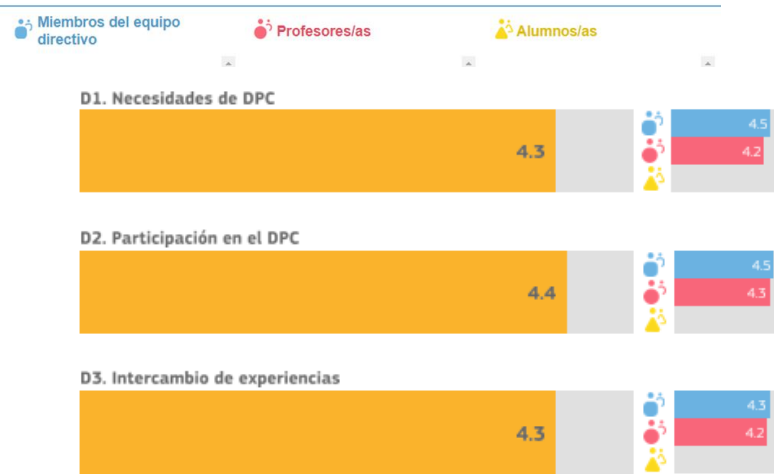 Miembros del equipo
directivo
Profesores/as
Alumnos/as
D1. Necesidades de DPC
4.3
4.5
4.2
D2. Participación en el DPC
4.4
4.5
4.3
D3. Intercambio de experiencias
4.3
4.3
4.2